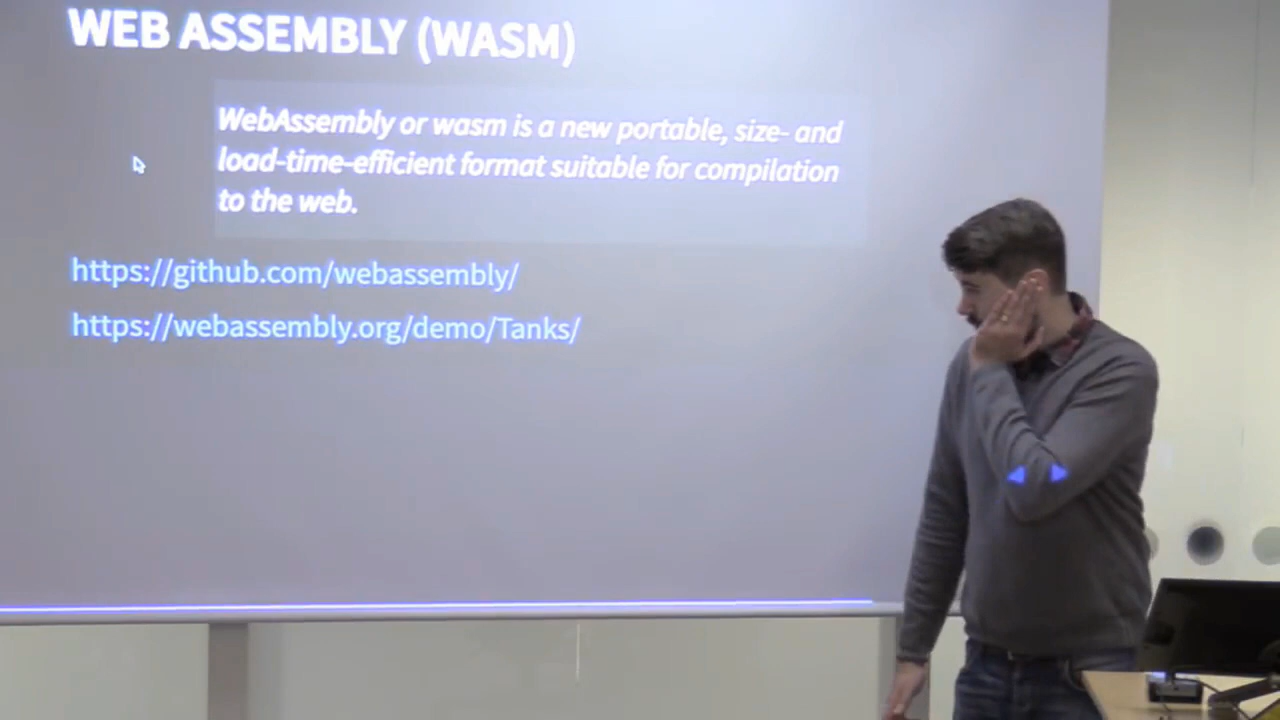 WEB ASSEMBLY (WASM)
WebAssembly or wasm is a new portable, size- and
load-time-efficient format suitable for compilation
to the web.
https://github.com/webassembly/
https://webassembly.org/demo/Tanks/